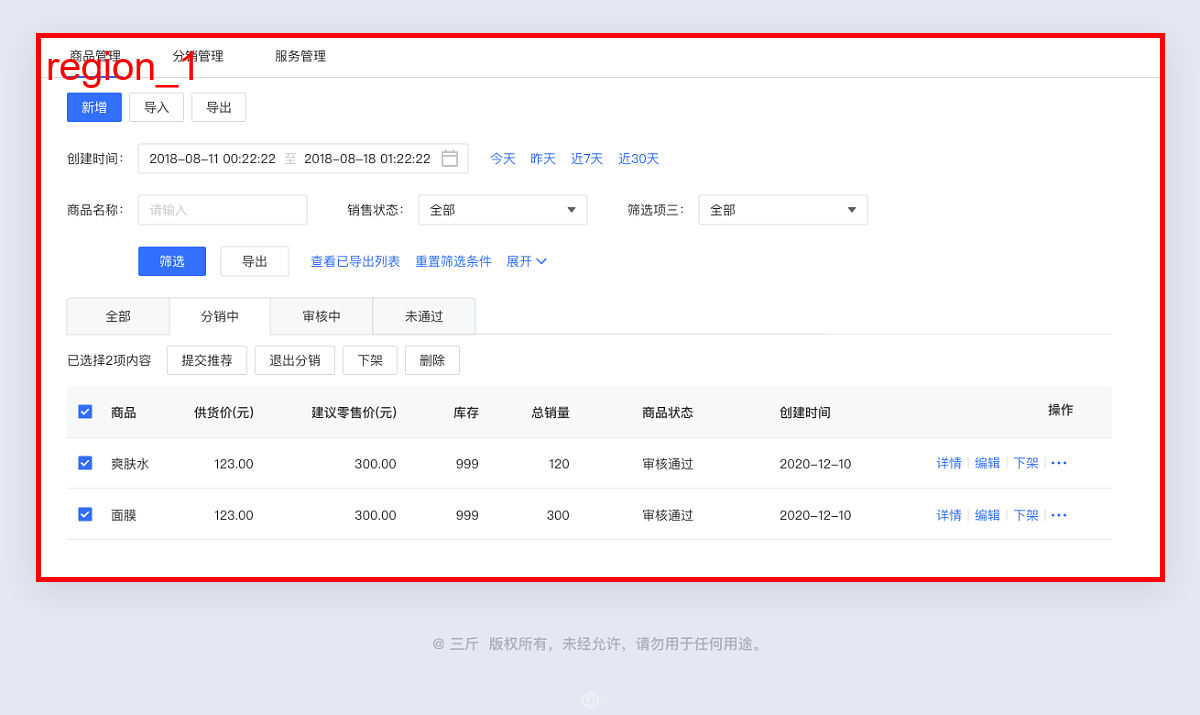 商品管理 分销管理 服务管理
region_1
新增 导入 导出
创建时间: 2018-08-11 00:22:22 至 2018-08-18 01:22:22 今天 昨天 近7天 近30天
商品名称: 请输入 销售状态: 全部 筛选项三: 全部
筛选 导出 查看已导出列表 重置筛选条件 展开
全部 分销中 审核中 未通过
已选择2项内容 提交推荐 退出分销 下架 删除
商品 供货价(元) 建议零售价(元) 库存 总销量 商品状态 创建时间 操作
爽肤水 123.00 300.00 999 120 审核通过 2020-12-10 详情 编辑 下架 ···
面膜 123.00 300.00 999 300 审核通过 2020-12-10 详情 编辑 下架 ···
@ 三斤 版权所有，未经允许，请勿用于任何用途。